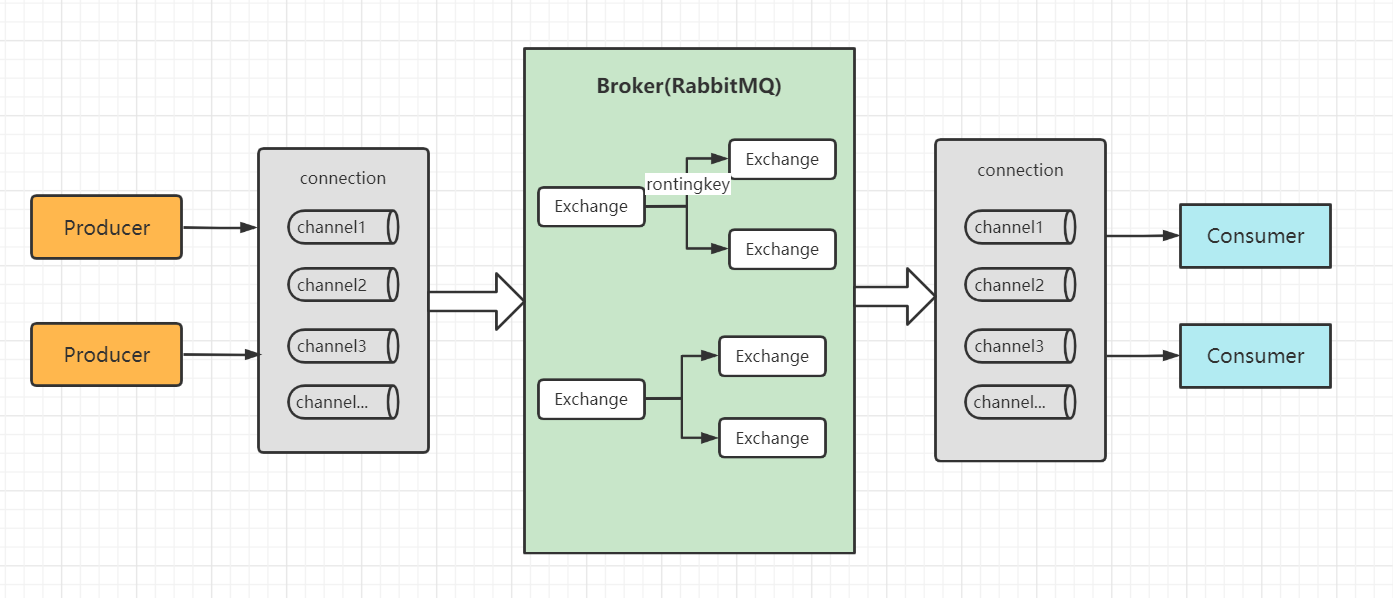 Producer
Producer
connection
channel1
channel2
channel3
channel...
Broker(RabbitMQ)
Exchange
rontingkey
Exchange
Exchange
Exchange
Exchange
Exchange
connection
channel1
channel2
channel3
channel...
Consumer
Consumer